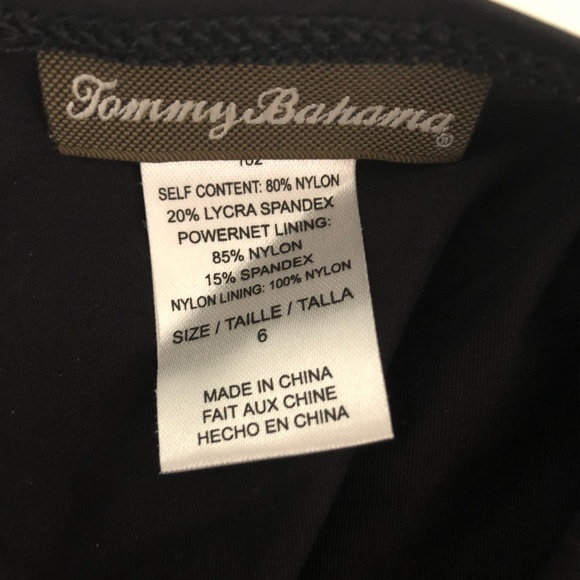 Tommy Bahama®
SELF CONTENT: 80% NYLON
20% LYCRA SPANDEX
POWERNET LINING:
85% NYLON
15% SPANDEX
NYLON LINING: 100% NYLON
SIZE / TAILLE / TALLA
6
MADE IN CHINA
FAIT AUX CHINE
HECHO EN CHINA